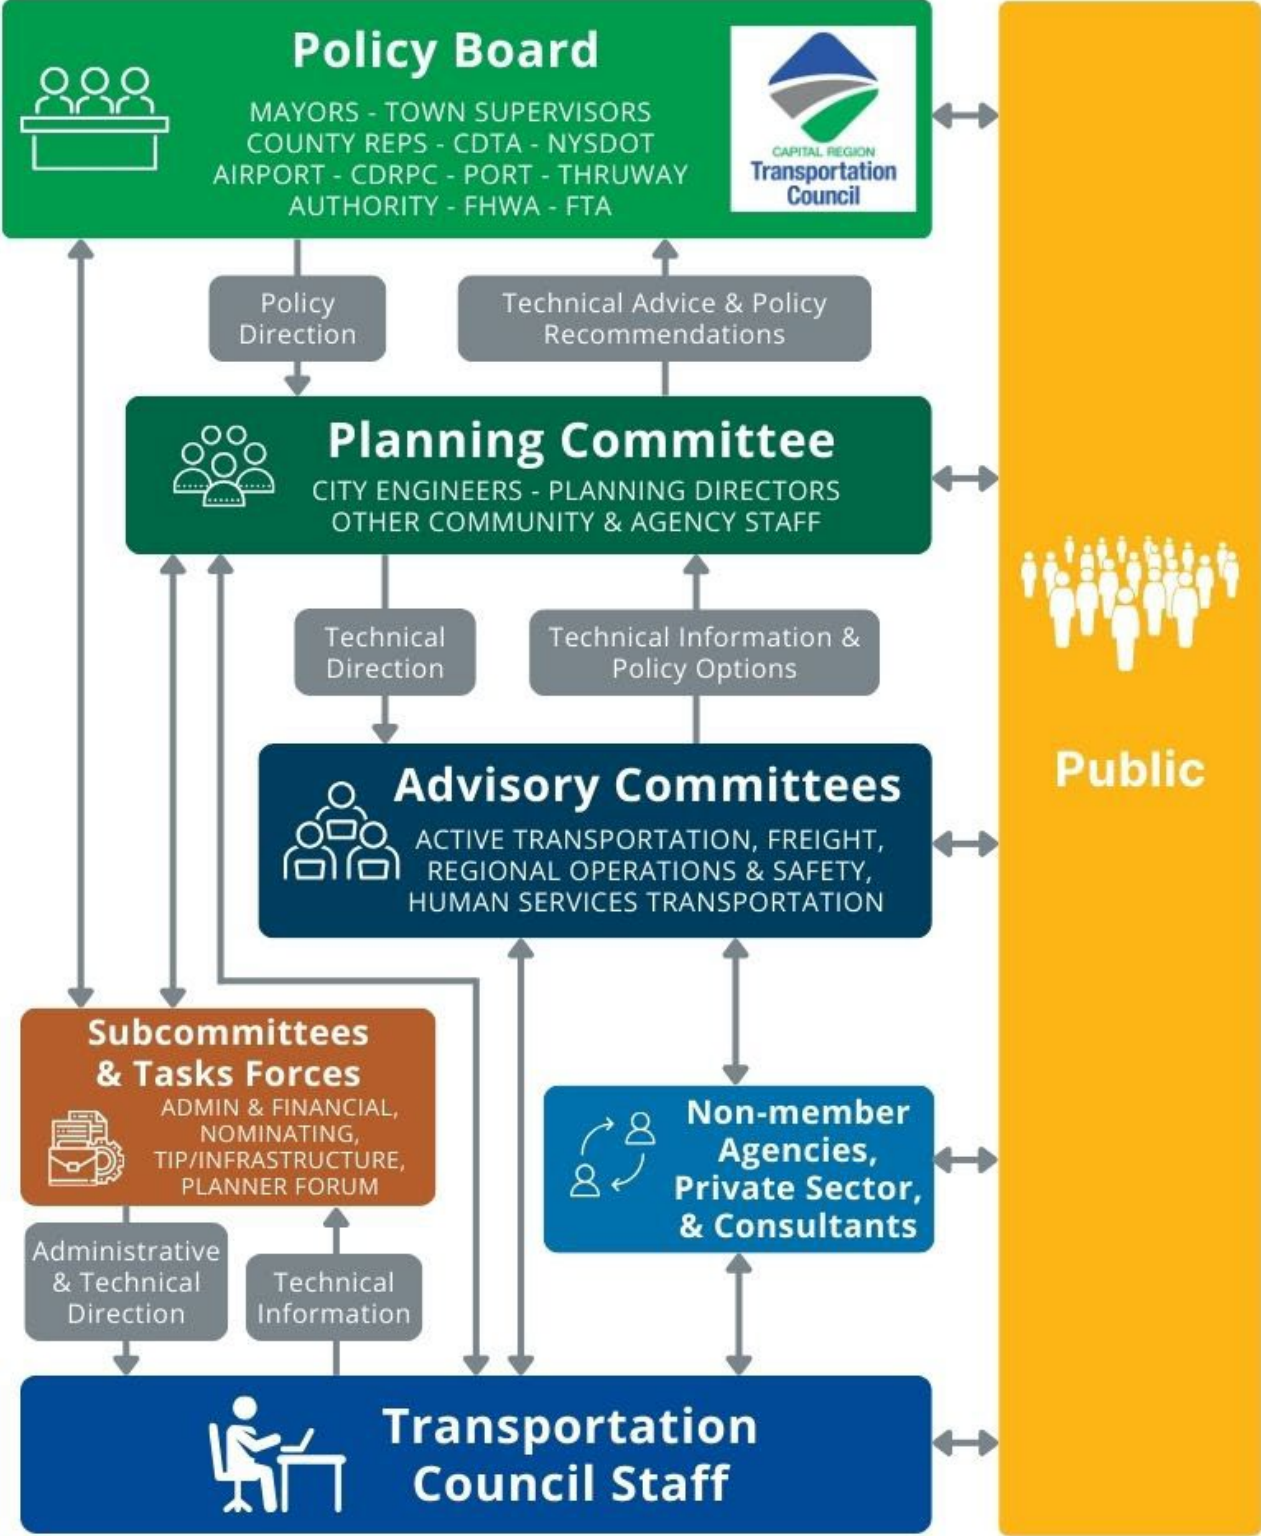 Policy Board
MAYORS - TOWN SUPERVISORS
COUNTY REPS - CDTA - NYSDOT
AIRPORT - CDRPC - PORT - THRUWAY
AUTHORITY - FHWA - FTA
CAPITAL REGION
Transportation
Council
Policy
Direction
Technical Advice & Policy
Recommendations
Planning Committee
CITY ENGINEERS - PLANNING DIRECTORS
OTHER COMMUNITY & AGENCY STAFF
Technical
Direction
Technical Information &
Policy Options
Public
Advisory Committees
ACTIVE TRANSPORTATION, FREIGHT,
REGIONAL OPERATIONS & SAFETY,
HUMAN SERVICES TRANSPORTATION
Subcommittees
& Tasks Forces
ADMIN & FINANCIAL,
NOMINATING,
TIP/INFRASTRUCTURE,
PLANNER FORUM
Non-member
Agencies,
Private Sector,
& Consultants
Administrative
& Technical
Direction
Technical
Information
Transportation
Council Staff